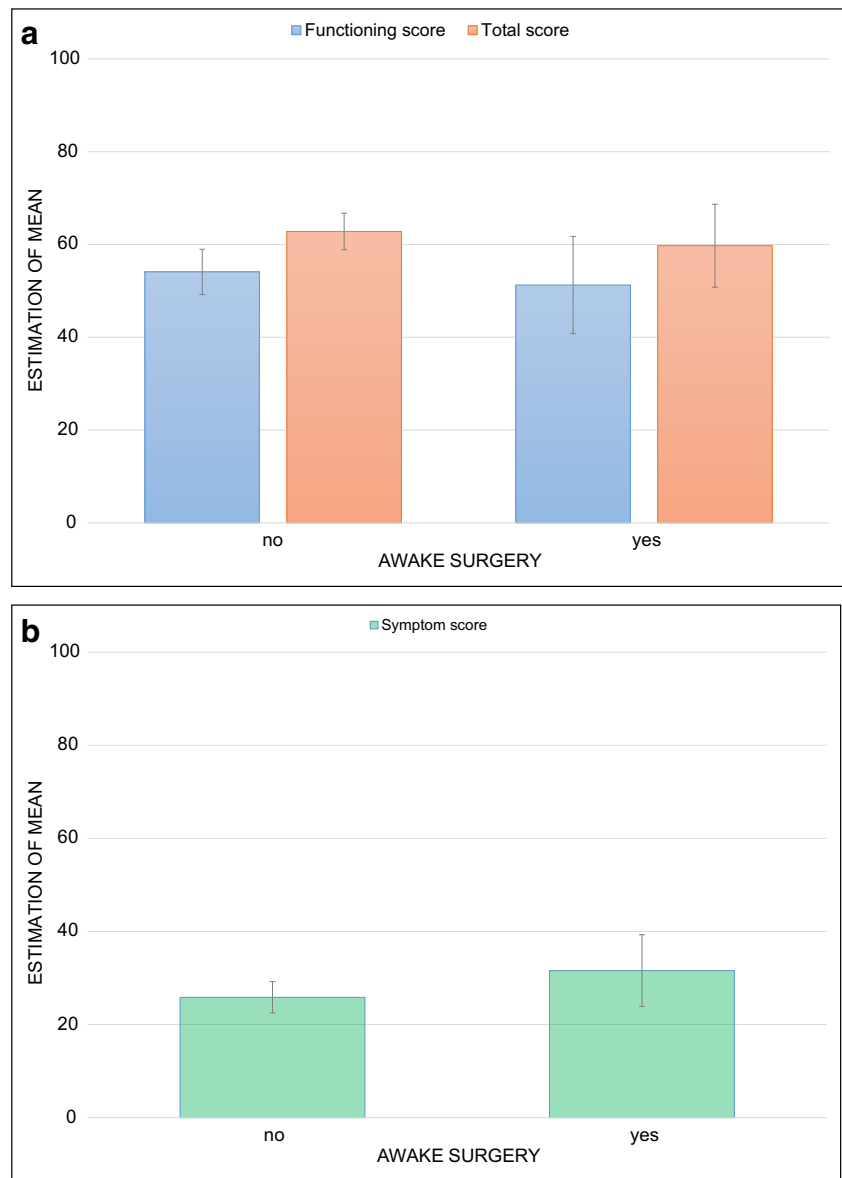 a
Functioning score Total score
100
80
60
40
20
0
ESTIMATION OF MEAN
no yes
AWAKE SURGERY
b
Symptom score
100
80
60
40
20
0
ESTIMATION OF MEAN
no yes
AWAKE SURGERY